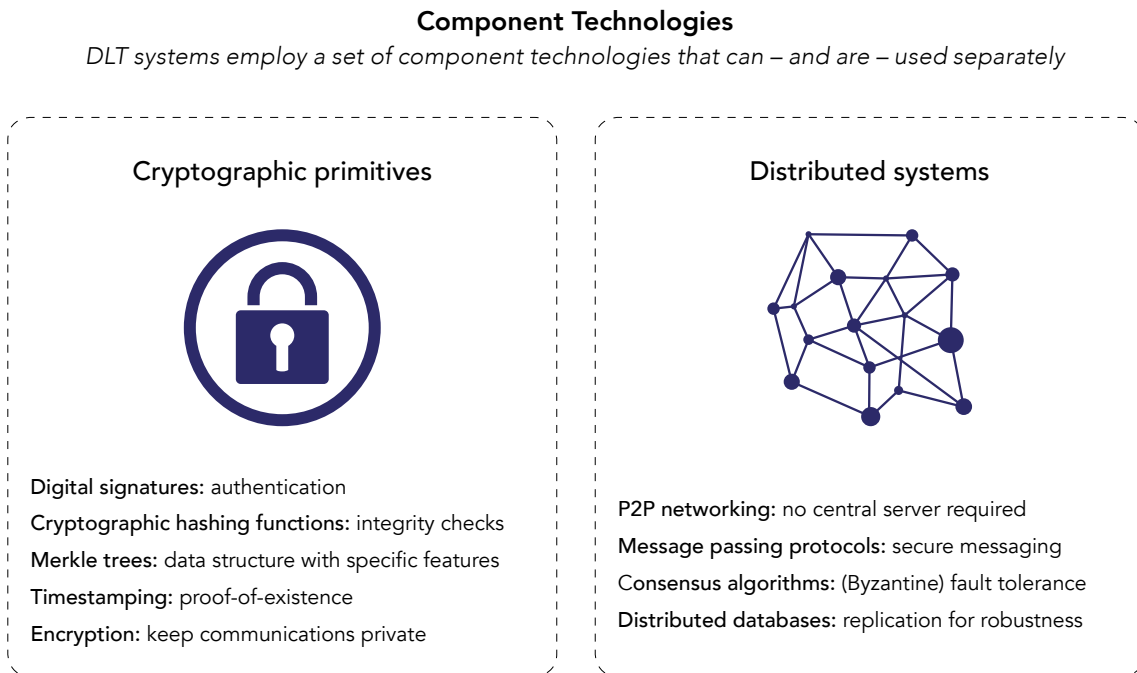 Component Technologies
DLT systems employ a set of component technologies that can – and are – used separately
Cryptographic primitives
Digital signatures: authentication
Cryptographic hashing functions: integrity checks
Merkle trees: data structure with specific features
Timestamping: proof-of-existence
Encryption: keep communications private
Distributed systems
P2P networking: no central server required
Message passing protocols: secure messaging
Consensus algorithms: (Byzantine) fault tolerance
Distributed databases: replication for robustness